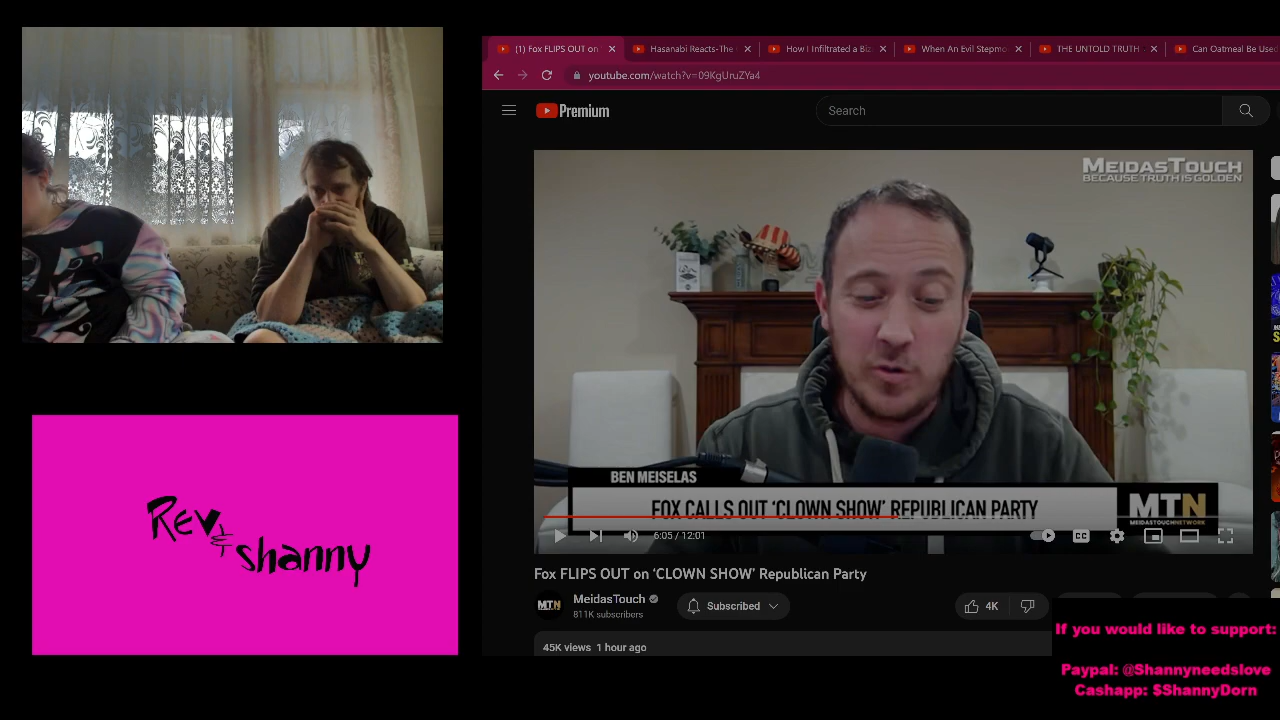 (1) Fox FLIPS OUT on
Hasanabi Reacts-The
How I Infiltrated a Biz
When An Evil Stepmo
THE UNTOLD TRUTH
Can Oatmeal Be Used
youtube.com/watch?v=09KgUruZYa4
Premium
Search
MEIDASTOUCH
BECAUSE TRUTH IS GOLDEN
BEN MEISELAS
FOX CALLS OUT ‘CLOWN SHOW’ REPUBLICAN PARTY
MTN
MEIDASTOUCHNETWORK
6:05 / 12:01
CC
Fox FLIPS OUT on ‘CLOWN SHOW’ Republican Party
MTN
MeidasTouch
811K subscribers
Subscribed
4K
45K views 1 hour ago
Rev
&
shanny
If you would like to support:
Paypal: @Shannyneedslove
Cashapp: $ShannyDorn